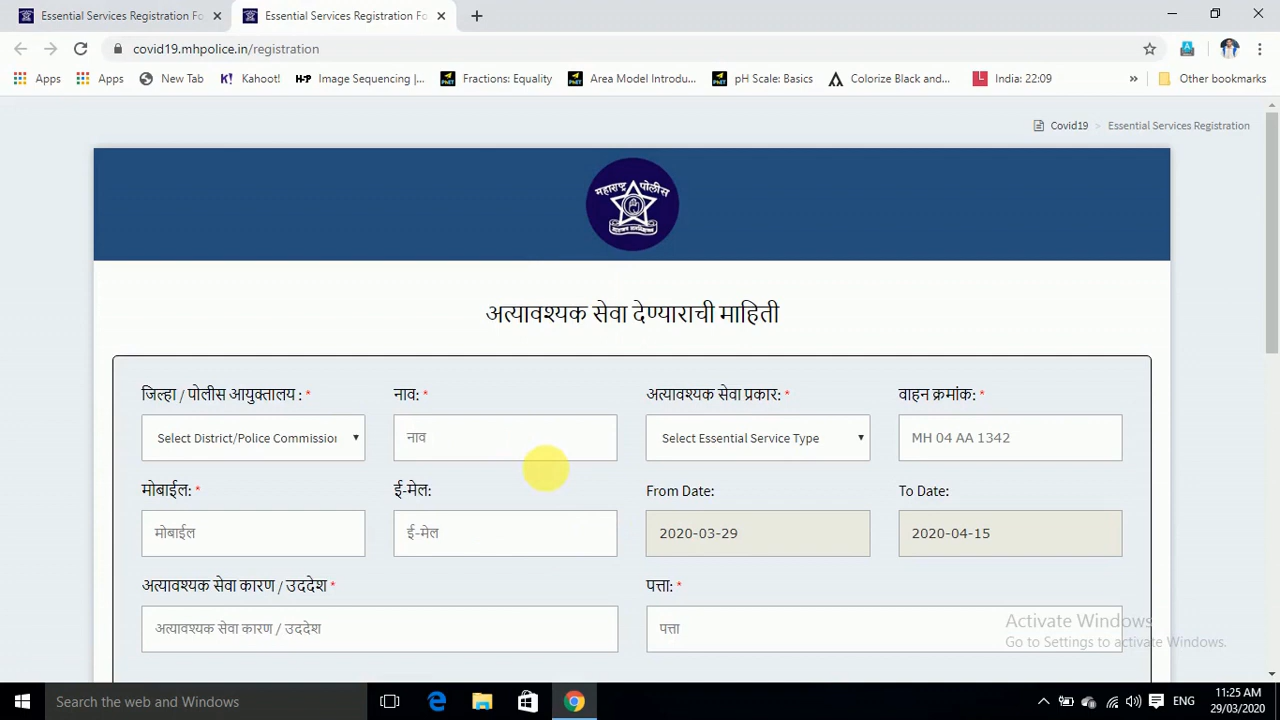 Essential Services Registration Fo
Essential Services Registration Fo
covid19.mhpolice.in/registration
Apps
Apps
New Tab
Kahoot!
Image Sequencing |...
Fractions: Equality
Area Model Introdu...
pH Scale: Basics
Colorize Black and...
India: 22:09
Other bookmarks
Covid19 > Essential Services Registration
महाराष्ट्र पोलीस
अत्यावश्यक सेवा देण्याराची माहिती
जिल्हा / पोलीस आयुक्तालय : *
नाव: *
अत्यावश्यक सेवा प्रकार: *
वाहन क्रमांक: *
Select District/Police Commission
नाव
Select Essential Service Type
MH 04 AA 1342
मोबाईल: *
ई-मेल:
From Date:
To Date:
मोबाईल
ई-मेल
2020-03-29
2020-04-15
अत्यावश्यक सेवा कारण / उददेश *
पत्ता: *
अत्यावश्यक सेवा कारण / उददेश
पत्ता
Activate Windows
Go to Settings to activate Windows.
Search the web and Windows
ENG
11:25 AM
29/03/2020